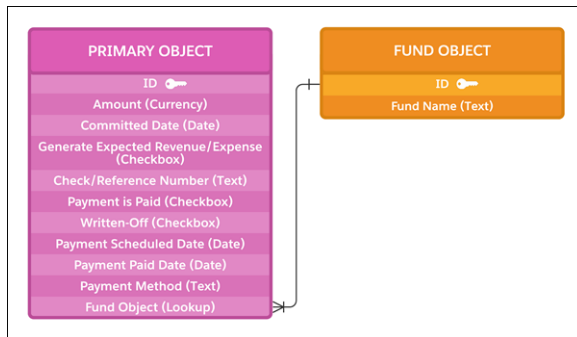 PRIMARY OBJECT
ID
Amount (Currency)
Committed Date (Date)
Generate Expected Revenue/Expense
(Checkbox)
Check/Reference Number (Text)
Payment is Paid (Checkbox)
Written-Off (Checkbox)
Payment Scheduled Date (Date)
Payment Paid Date (Date)
Payment Method (Text)
Fund Object (Lookup)
FUND OBJECT
ID
Fund Name (Text)